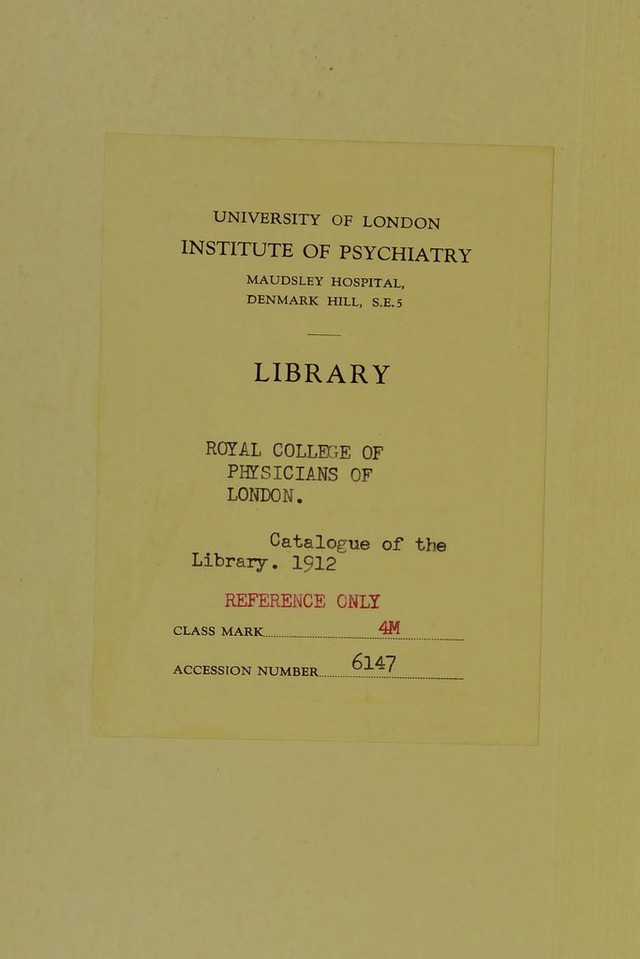 UNIVERSITY OF LONDON
INSTITUTE OF PSYCHIATRY
MAUDSLEY HOSPITAL,
DENMARK HILL, S.E.5
LIBRARY
ROYAL COLLEGE OF
PHYSICIANS OF
LONDON.
Catalogue of the
Library. 1912
REFERENCE ONLY
CLASS MARK 4M
ACCESSION NUMBER 6147